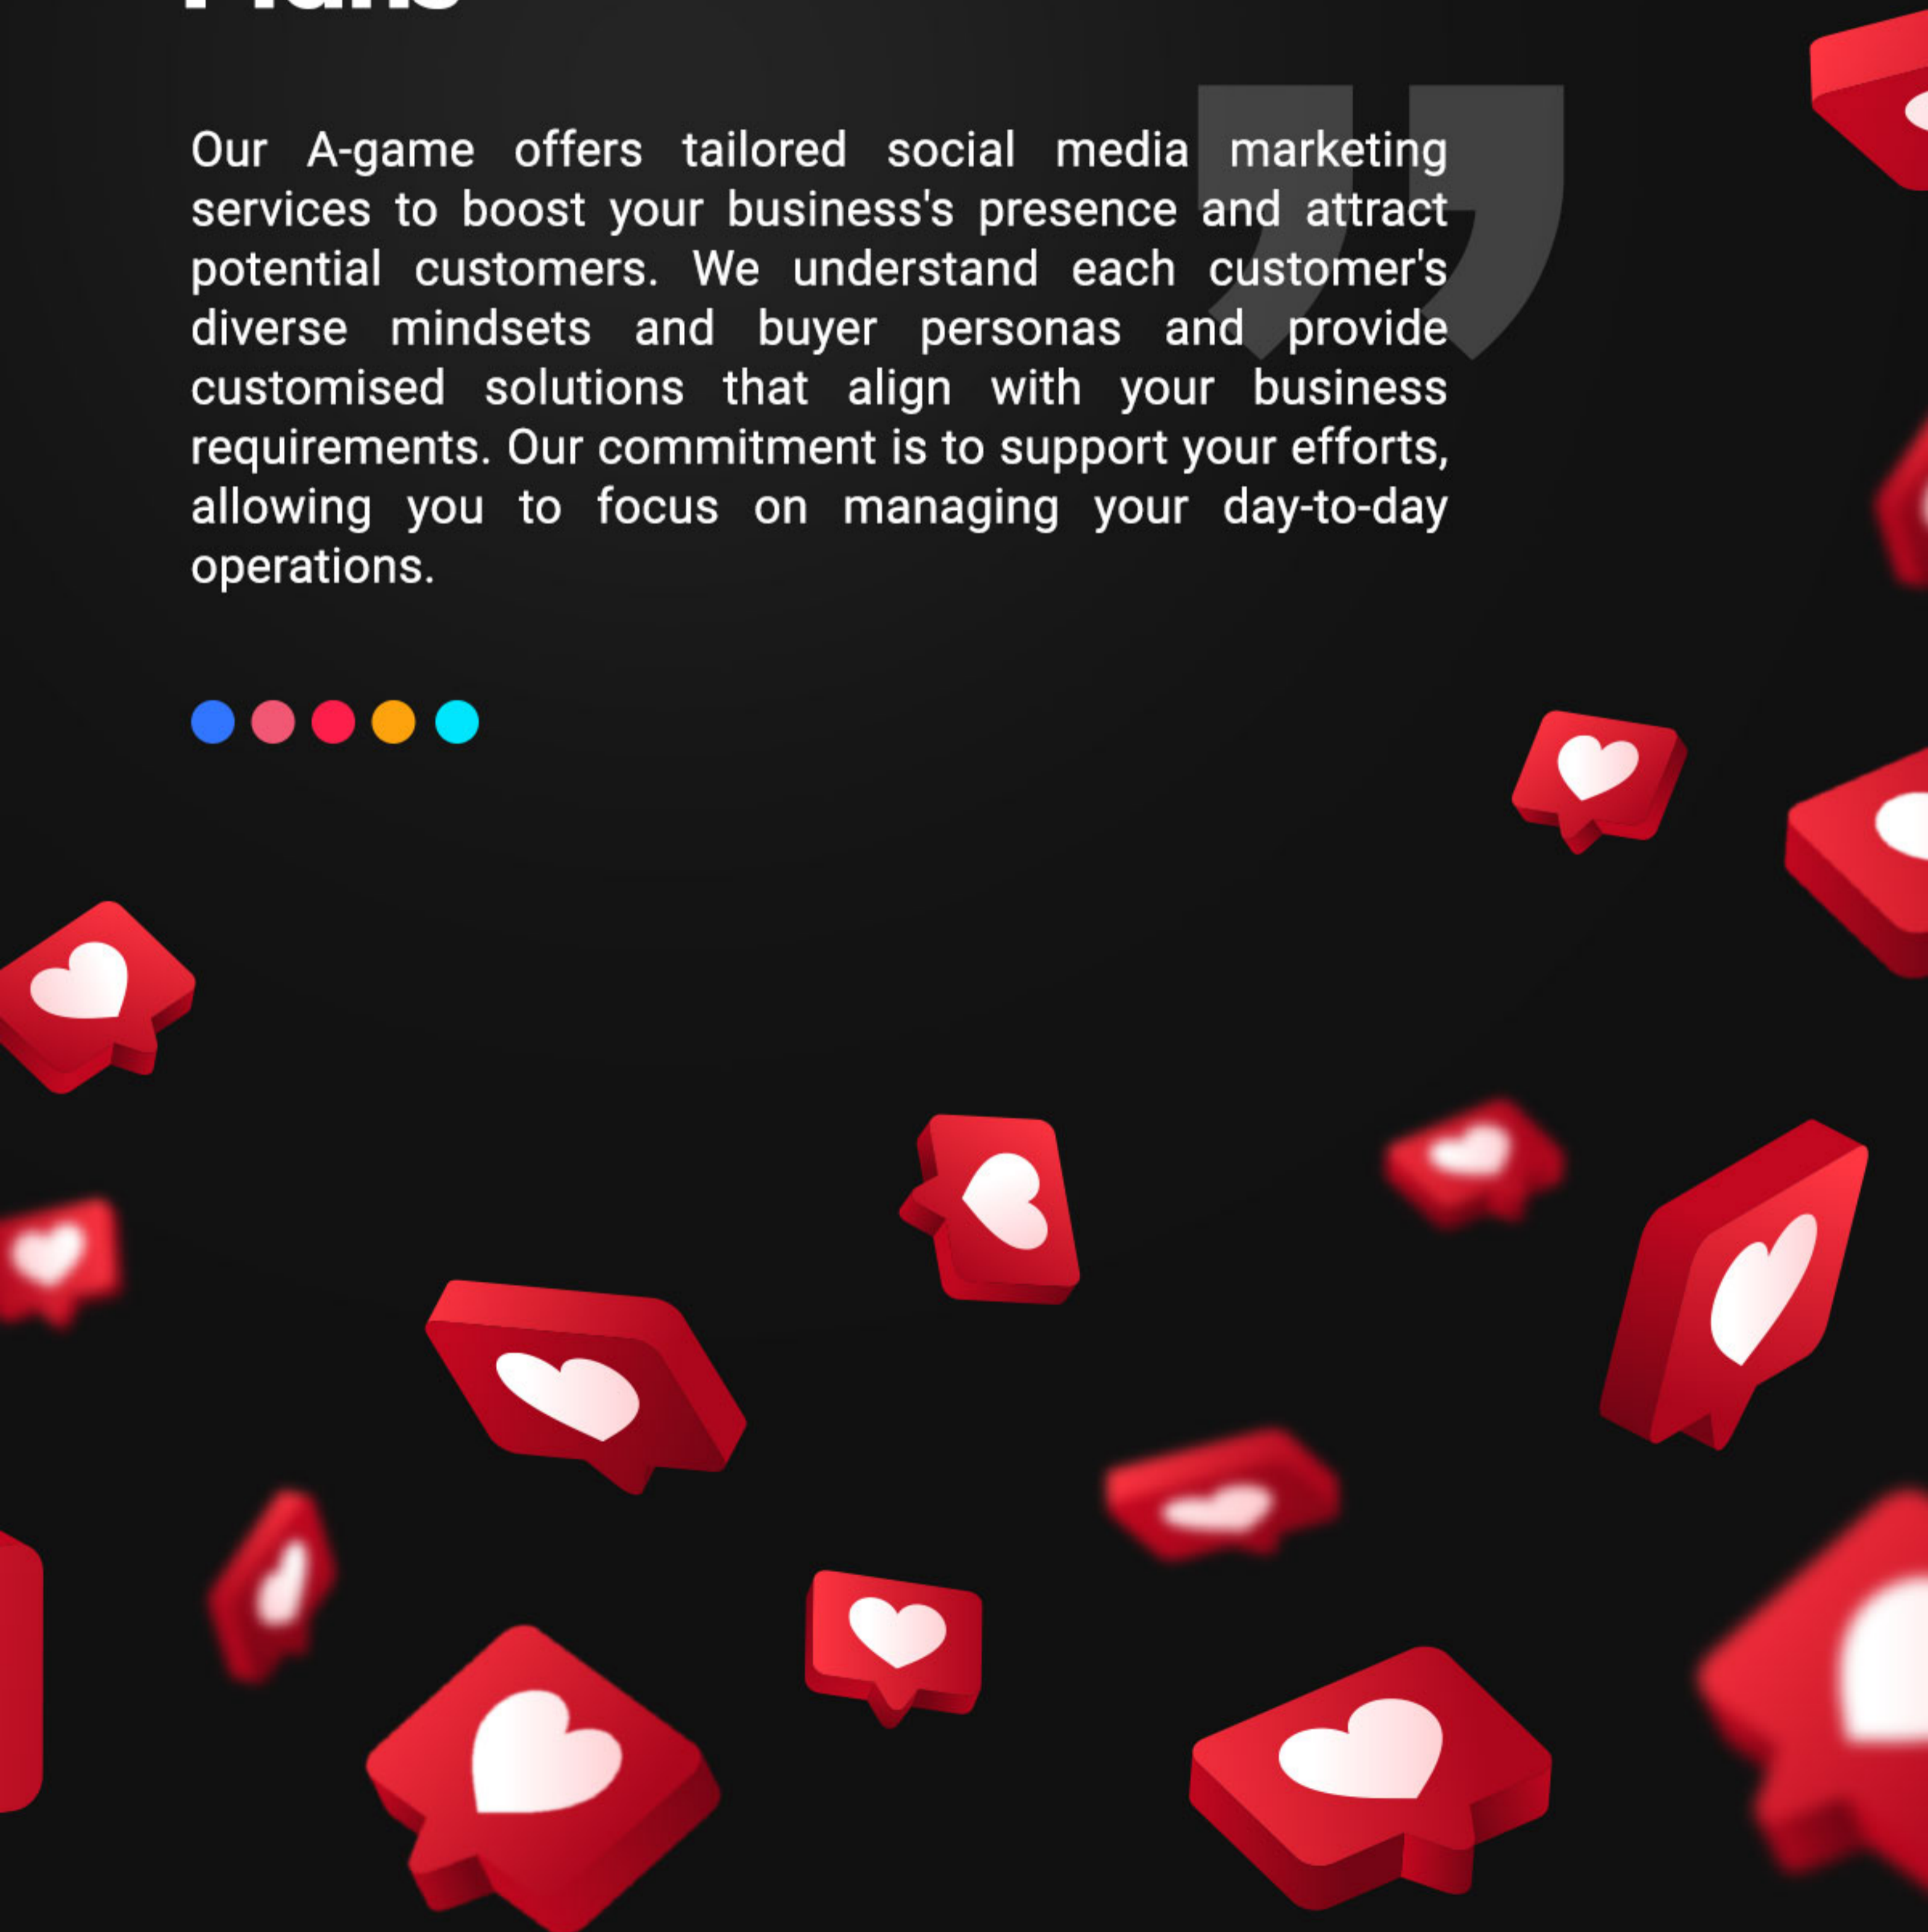 Our A-game offers tailored social media marketing
services to boost your business's presence and attract
potential customers. We understand each customer's
diverse mindsets and buyer personas and provide
customised solutions that align with your business
requirements. Our commitment is to support your efforts,
allowing you to focus on managing your day-to-day
operations.